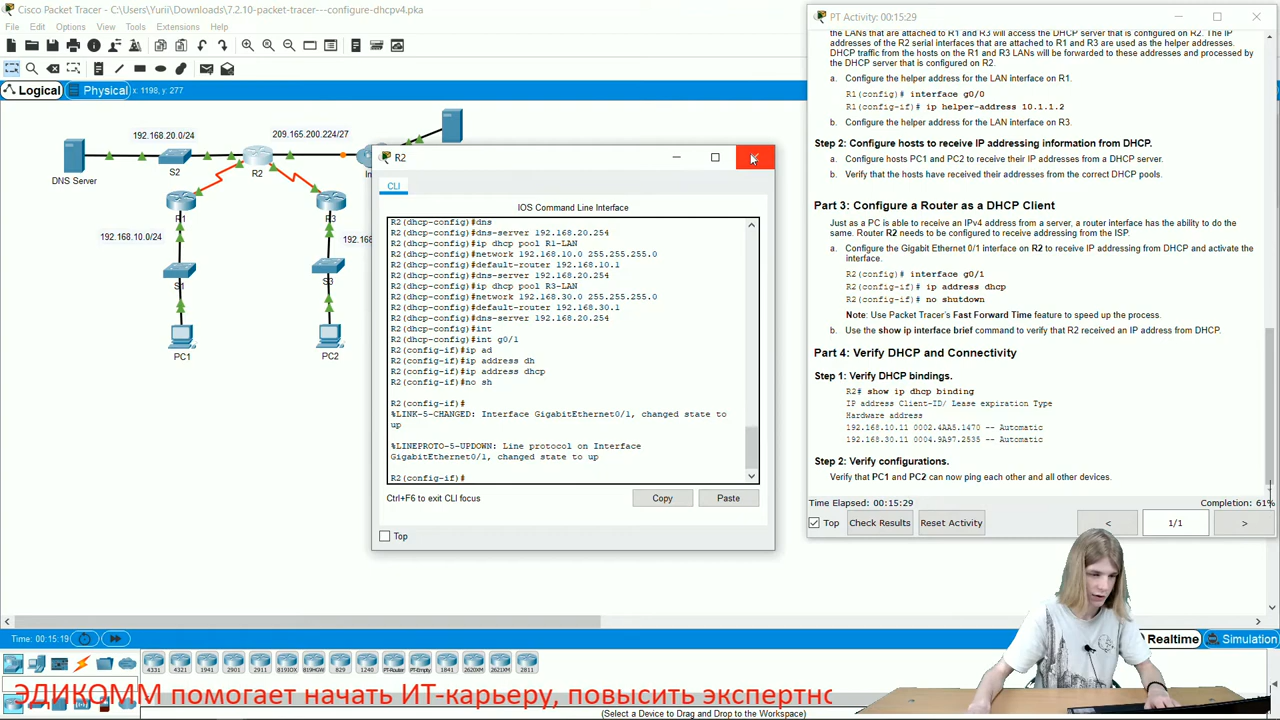 Cisco Packet Tracer - C:\Users\Yurii\Downloads\7.2.10-packet-tracer---configure-dhcpv4.pka
File Edit Options View Tools Extensions Help
Logical Physical x: 1198, y: 277
192.168.20.0/24
209.165.200.224/27
DNS Server
S2
R2
R1
R3
192.168.10.0/24
192.168
S1
S3
PC1
PC2
R2
CLI
IOS Command Line Interface
R2(dhcp-config)#dns
R2(dhcp-config)#dns-server 192.168.20.254
R2(dhcp-config)#ip dhcp pool R1-LAN
R2(dhcp-config)#network 192.168.10.0 255.255.255.0
R2(dhcp-config)#default-router 192.168.10.1
R2(dhcp-config)#dns-server 192.168.20.254
R2(dhcp-config)#ip dhcp pool R3-LAN
R2(dhcp-config)#network 192.168.30.0 255.255.255.0
R2(dhcp-config)#default-router 192.168.30.1
R2(dhcp-config)#dns-server 192.168.20.254
R2(dhcp-config)#int
R2(dhcp-config)#int g0/1
R2(config-if)#ip ad
R2(config-if)#ip address dh
R2(config-if)#ip address dhcp
R2(config-if)#no sh
R2(config-if)#
%LINK-5-CHANGED: Interface GigabitEthernet0/1, changed state to
up
%LINEPROTO-5-UPDOWN: Line protocol on Interface
GigabitEthernet0/1, changed state to up
R2(config-if)#
Ctrl+F6 to exit CLI focus
Copy
Paste
Top
PT Activity: 00:15:29
the LANs that are attached to R1 and R3 will access the DHCP server that is configured on R2. The IP
addresses of the R2 serial interfaces that are attached to R1 and R3 are used as the helper addresses.
DHCP traffic from the hosts on the R1 and R3 LANs will be forwarded to these addresses and processed by
the DHCP server that is configured on R2.
a. Configure the helper address for the LAN interface on R1.
R1(config)# interface g0/0
R1(config-if)# ip helper-address 10.1.1.2
b. Configure the helper address for the LAN interface on R3.
Step 2: Configure hosts to receive IP addressing information from DHCP.
a. Configure hosts PC1 and PC2 to receive their IP addresses from a DHCP server.
b. Verify that the hosts have received their addresses from the correct DHCP pools.
Part 3: Configure a Router as a DHCP Client
Just as a PC is able to receive an IPv4 address from a server, a router interface has the ability to do the
same. Router R2 needs to be configured to receive addressing from the ISP.
a. Configure the Gigabit Ethernet 0/1 interface on R2 to receive IP addressing from DHCP and activate the
interface.
R2(config)# interface g0/1
R2(config-if)# ip address dhcp
R2(config-if)# no shutdown
Note: Use Packet Tracer's Fast Forward Time feature to speed up the process.
b. Use the show ip interface brief command to verify that R2 received an IP address from DHCP.
Part 4: Verify DHCP and Connectivity
Step 1: Verify DHCP bindings.
R2# show ip dhcp binding
IP address Client-ID/ Lease expiration Type
Hardware address
192.168.10.11 0002.4AA5.1470 -- Automatic
192.168.30.11 0004.9A97.2535 -- Automatic
Step 2: Verify configurations.
Verify that PC1 and PC2 can now ping each other and all other devices.
Time Elapsed: 00:15:29
Completion: 61%
Top
Check Results
Reset Activity
<
1/1
>
Time: 00:15:19
Realtime
Simulation
4331 4321 1941 2901 2911 819IOX 819HGW 829 1240 PT-Router PT-Empty 1841 2620XM 2621XM 2811
ЭДИКОММ помогает начать ИТ-карьеру, повысить экспертно
(Select a Device to Drag and Drop to the Workspace)